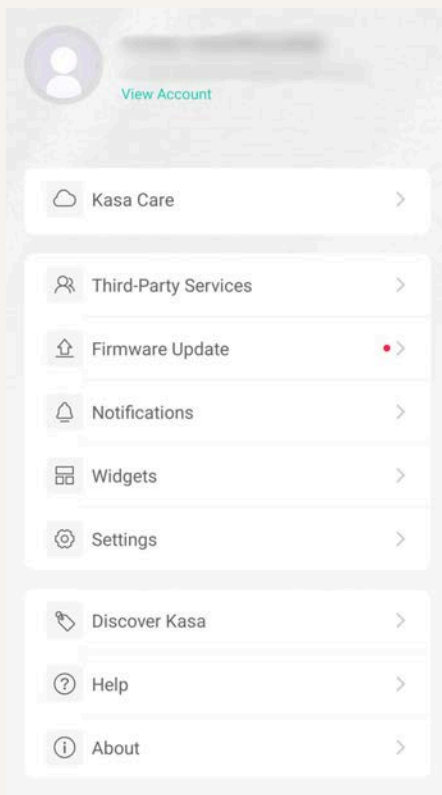 View Account
Kasa Care
Third-Party Services
Firmware Update
Notifications
Widgets
Settings
Discover Kasa
Help
About